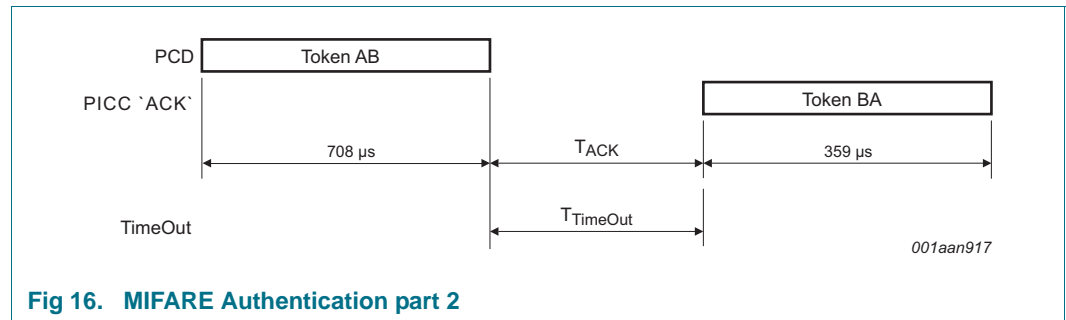 PCD
Token AB
PICC `ACK`
Token BA
708 µs
TACK
359 µs
TimeOut
TTimeOut
001aan917
Fig 16. MIFARE Authentication part 2